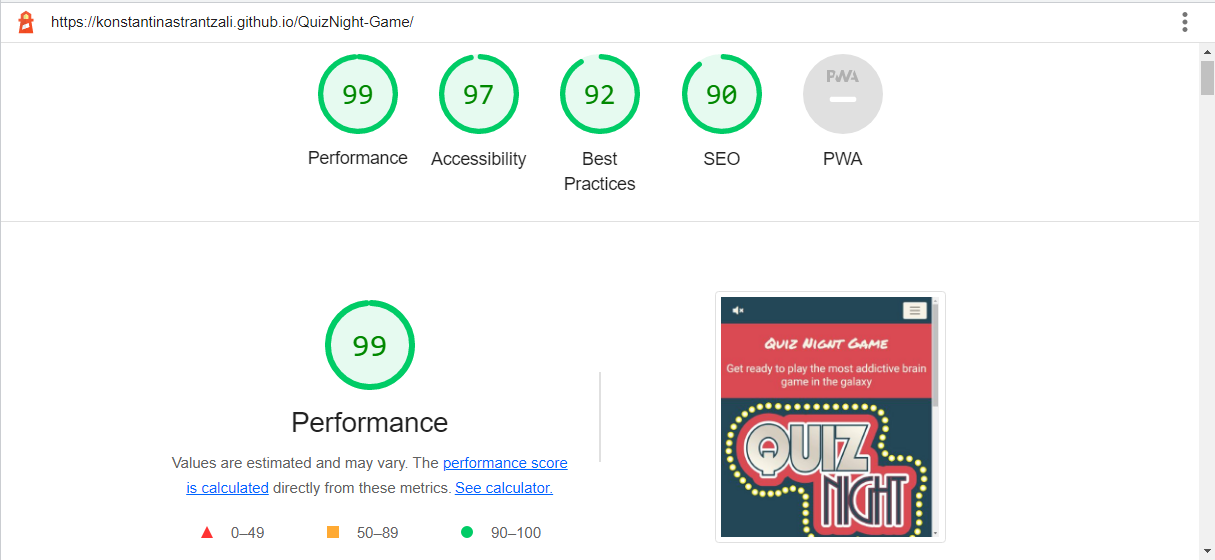 https://konstantinastrantzali.github.io/QuizNight-Game/
99
97
92
90
PWA
Performance
Accessibility
Best
Practices
SEO
PWA
99
Performance
Values are estimated and may vary. The performance score
is calculated directly from these metrics. See calculator.
0–49
50–89
90–100
Quiz Night Game
Get ready to play the most addictive brain
game in the galaxy
QUIZ
NIGHT